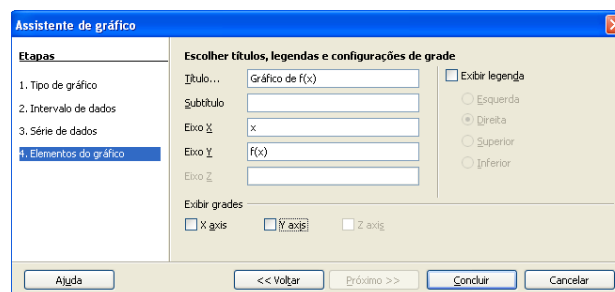 Assistente de gráfico
Etapas
1. Tipo de gráfico
2. Intervalo de dados
3. Série de dados
4. Elementos do gráfico
Escolher títulos, legendas e configurações de grade
Título... Gráfico de f(x)
Subtítulo
Eixo X x
Eixo Y f(x)
Eixo Z
Exibir legenda
Esquerda
Direita
Superior
Inferior
Exibir grades
X axis Y axis Z axis
Ajuda << Voltar Próximo >> Concluir Cancelar